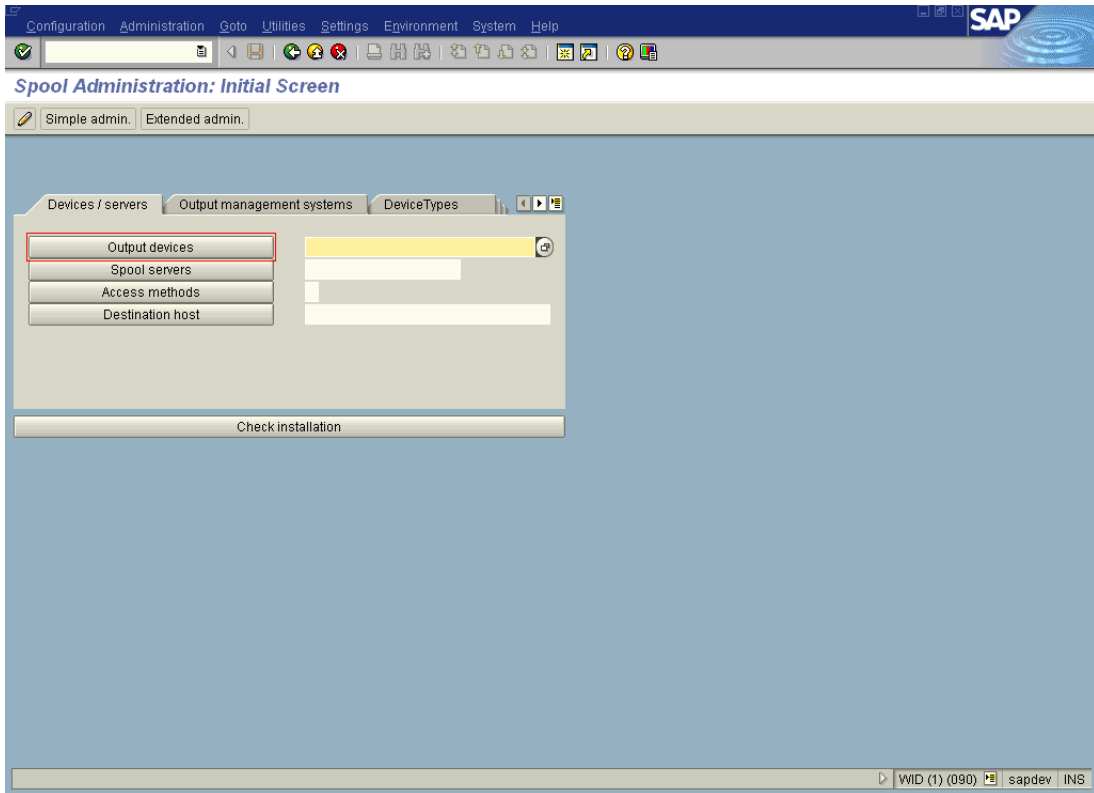 Configuration Administration Goto Utilities Settings Environment System Help
SAP
Spool Administration: Initial Screen
Simple admin. Extended admin.
Devices / servers Output management systems DeviceTypes
Output devices
Spool servers
Access methods
Destination host
Check installation
WID (1) (090) sapdev INS